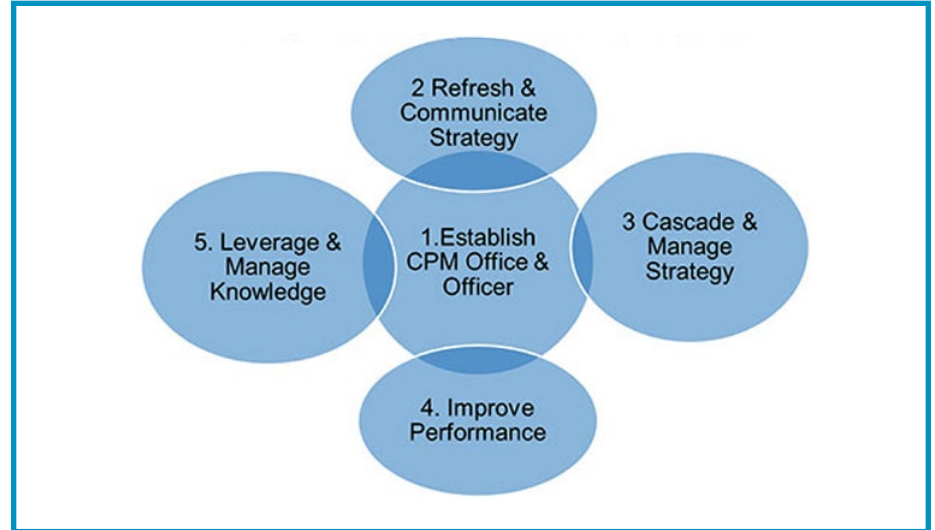 2 Refresh &
Communicate
Strategy
1.Establish
CPM Office &
Officer
3 Cascade &
Manage
Strategy
4. Improve
Performance
5. Leverage &
Manage
Knowledge